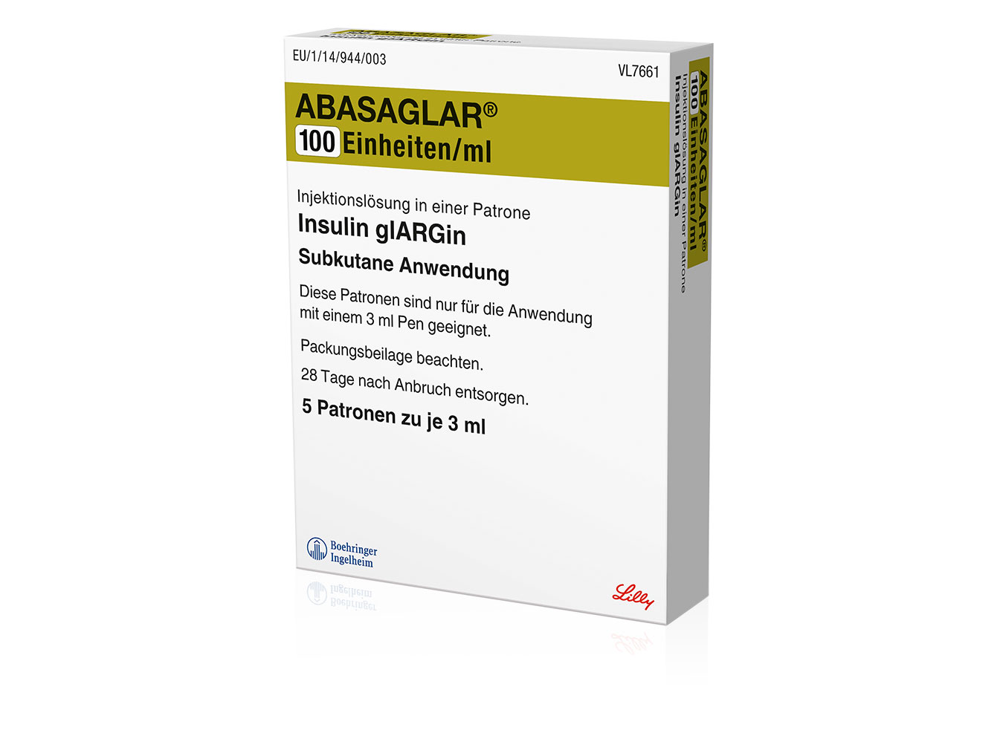 ABASAGLAR®
Insulin glARGin
EU/1/14/944/003
VL7661
ABASAGLAR®
100 Einheiten/ml
Injektionslösung in einer Patrone
Insulin glARGin
Subkutane Anwendung
Diese Patronen sind nur für die Anwendung
mit einem 3 ml Pen geeignet.
Packungsbeilage beachten.
28 Tage nach Anbruch entsorgen.
5 Patronen zu je 3 ml
Boehringer
Ingelheim
Lilly
ABASAGLAR®
100 Einheiten/ml
Injektionslösung in einer Patrone
Insulin glARGin